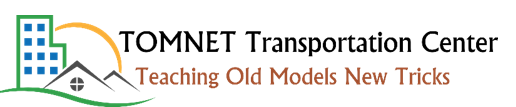 TOMNET Transportation Center
Teaching Old Models New Tricks